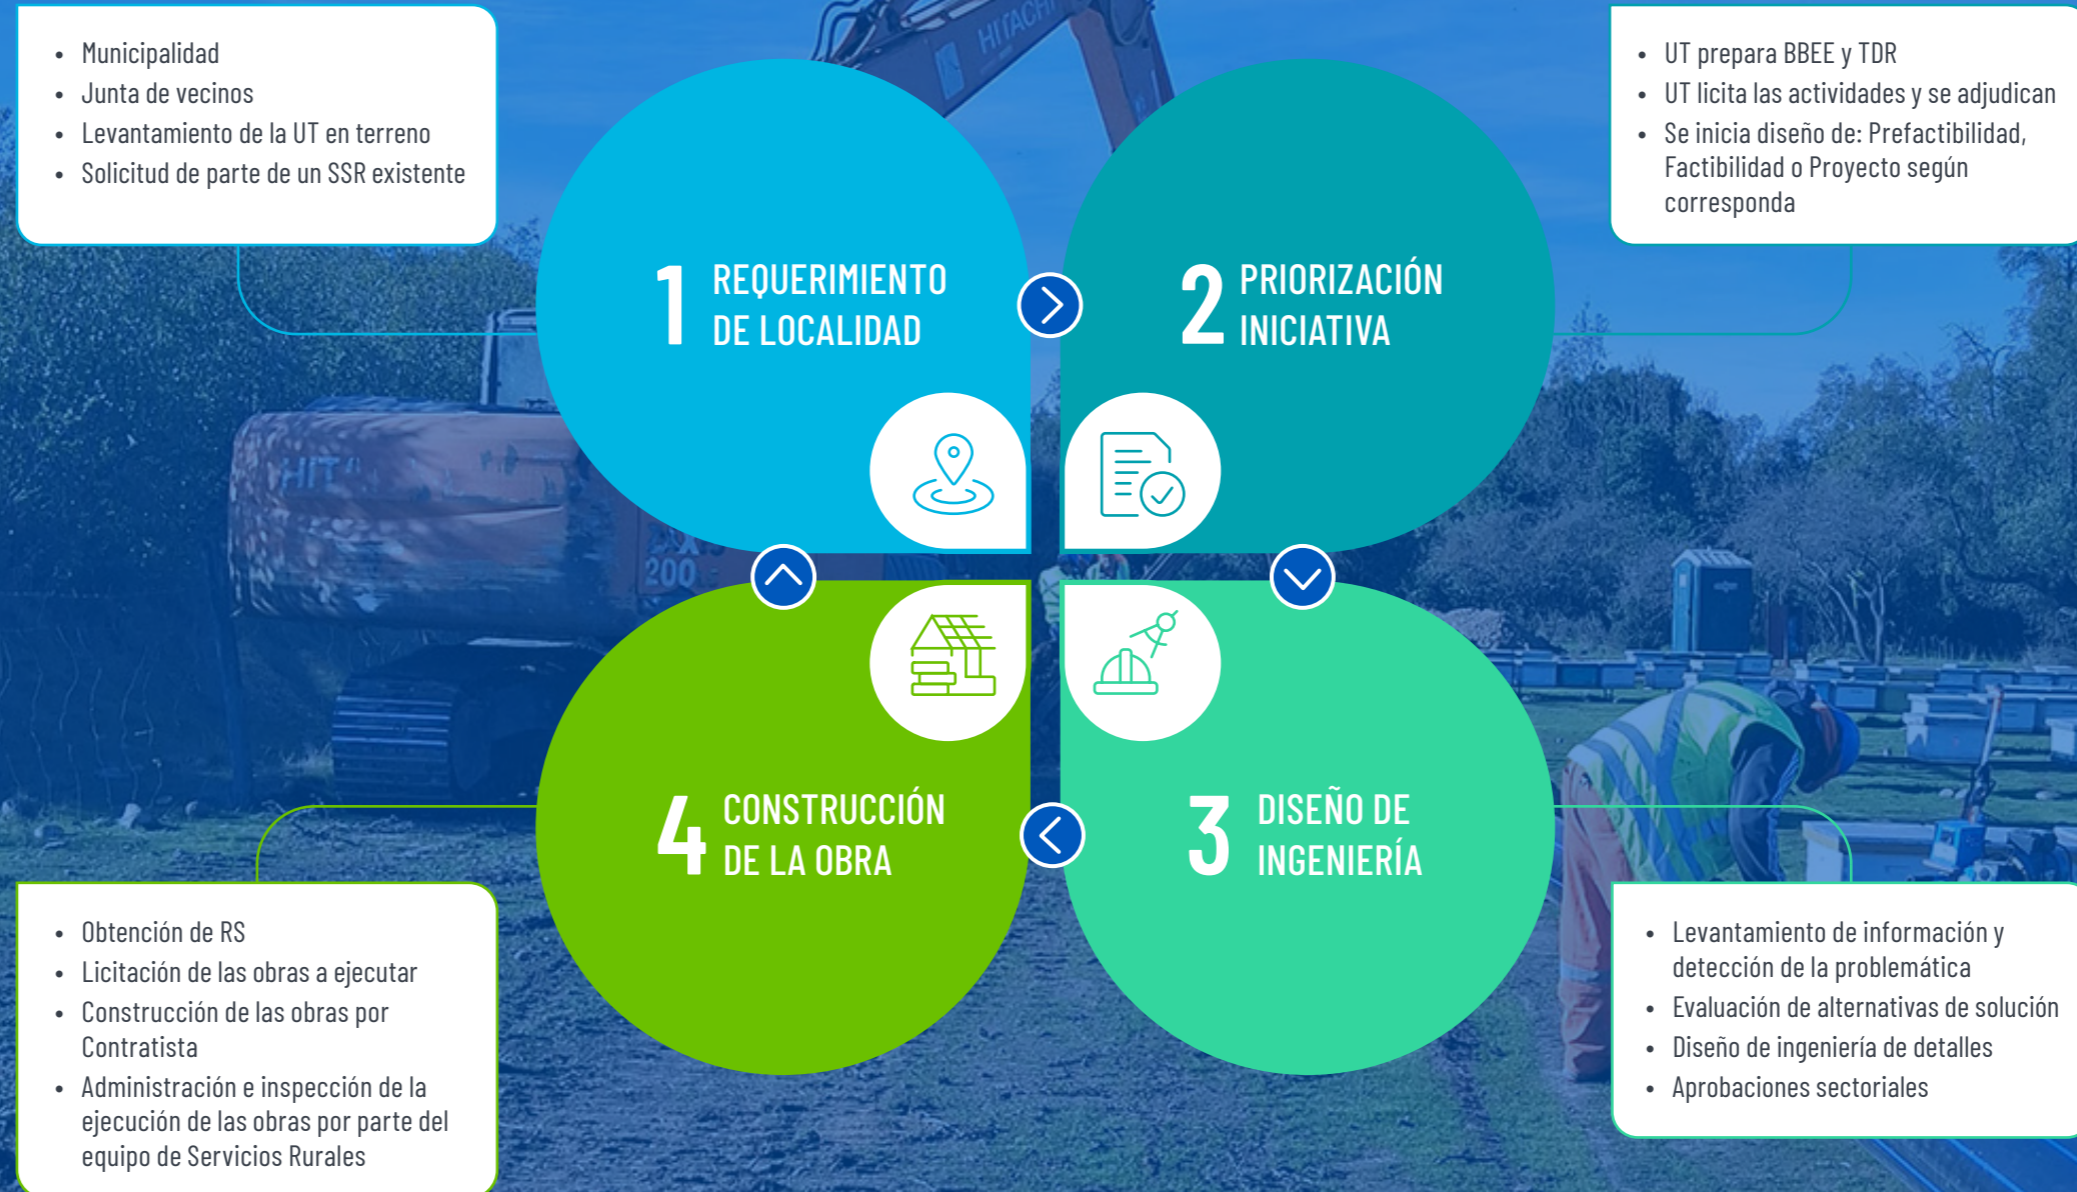 • Municipalidad
• Junta de vecinos
• Levantamiento de la UT en terreno
• Solicitud de parte de un SSR existente
HITACHI
• UT prepara BBEE y TDR
• UT licita las actividades y se adjudican
• Se inicia diseño de: Prefactibilidad,
Factibilidad o Proyecto según
corresponda
1 REQUERIMIENTO
DE LOCALIDAD
2 PRIORIZACIÓN
INICIATIVA
HIT
200
4 CONSTRUCCIÓN
DE LA OBRA
3 DISEÑO DE
INGENIERÍA
• Obtención de RS
• Licitación de las obras a ejecutar
• Construcción de las obras por
Contratista
• Administración e inspección de la
ejecución de las obras por parte del
equipo de Servicios Rurales
• Levantamiento de información y
detección de la problemática
• Evaluación de alternativas de solución
• Diseño de ingeniería de detalles
• Aprobaciones sectoriales